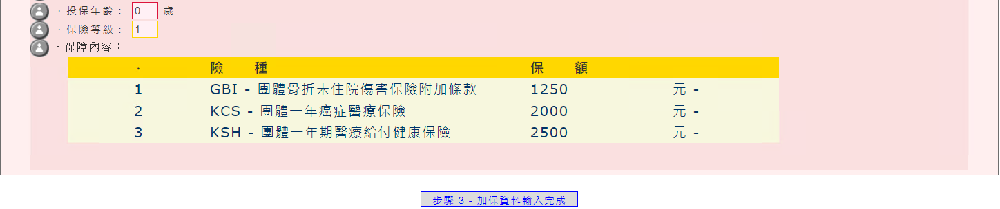 · 投保年齡： 0 歲
· 保險等級： 1
· 保障內容：
· 險 種 保 額
1 GBI - 團體骨折未住院傷害保險附加條款 1250 元 -
2 KCS - 團體一年癌症醫療保險 2000 元 -
3 KSH - 團體一年期醫療給付健康保險 2500 元 -
步驟 3 - 加保資料輸入完成